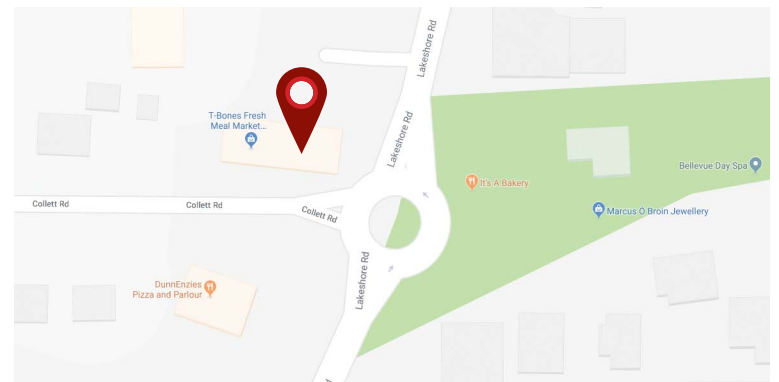 Lakeshore Rd
T-Bones Fresh
Meal Market...
Lakeshore Rd
Bellevue Day Spa
It's A Bakery
Collett Rd
Collett Rd
Collett Rd
Marcus Ó Broin Jewellery
Lakeshore Rd
DunnEnzies
Pizza and Parlour